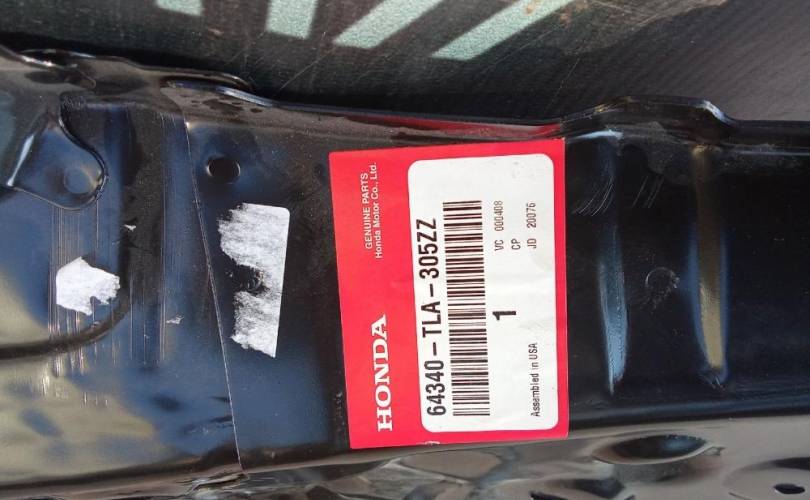 GENUINE PARTS
Honda Motor Co., Ltd.
HONDA
64340-TLA-305ZZ
1
VC 000408
CP
JD 20076
Assembled in USA